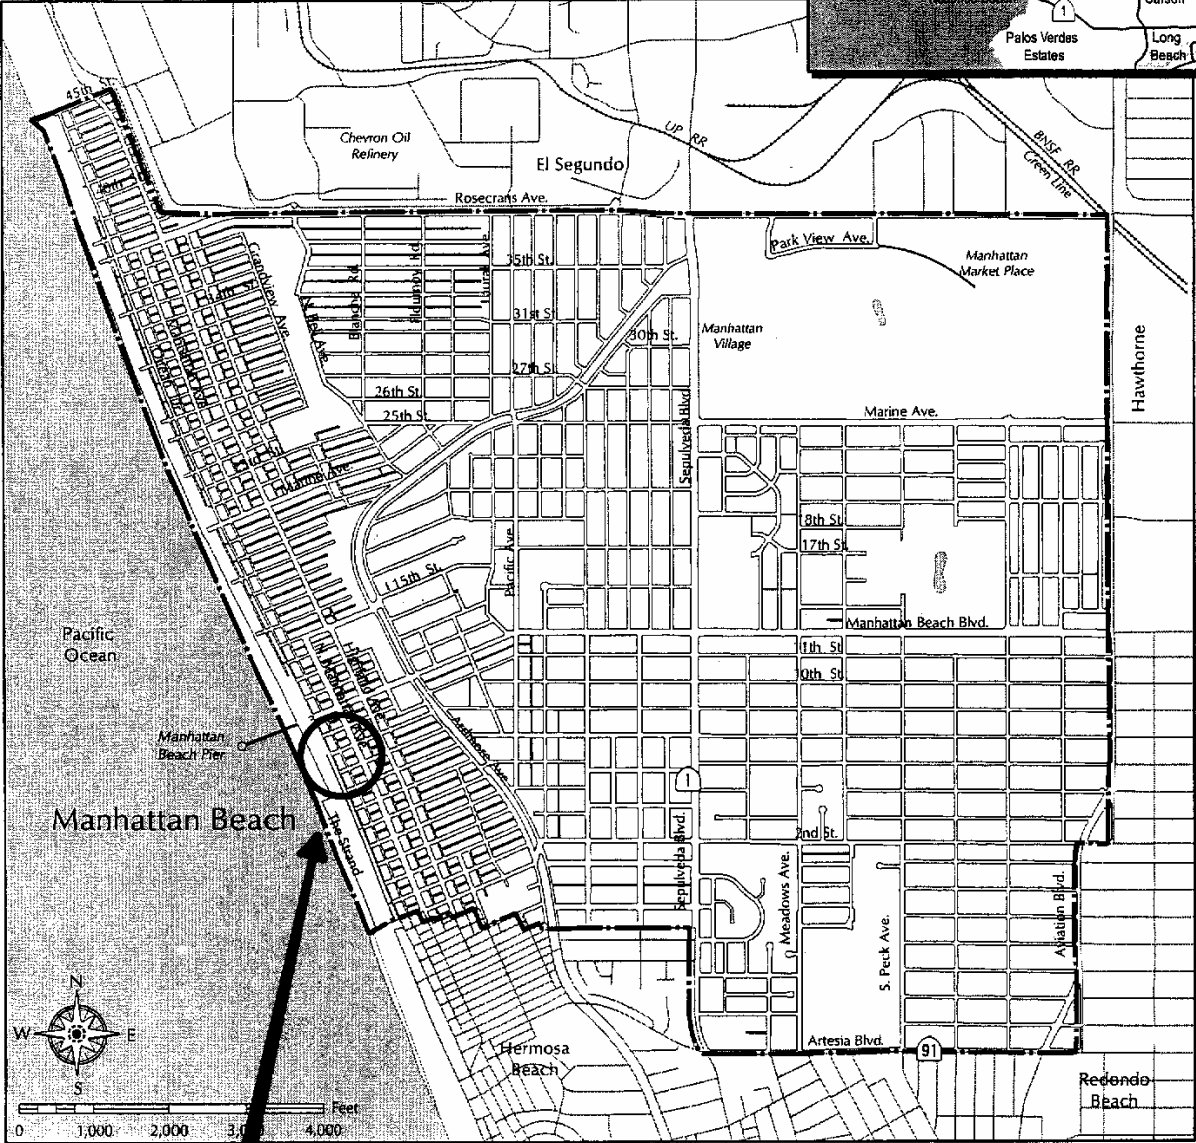 1
Palos Verdes
Estates
Long
Beach
45th
Chevron Oil
Refinery
UP RR
BNSF RR
Green Line
El Segundo
Rosecrans Ave.
Park View Ave.
Manhattan
Market Place
Grandview Ave
Blanche Rd
Laurel Ave
35th St.
31st St
Manhattan
Village
30th St.
27th St.
Hawthorne
26th St.
25th St.
Marine Ave.
Sepulveda Blvd
Marine Ave.
18th St.
17th St.
Pacific Ave.
15th St.
Manhattan Beach Blvd.
11th St
10th St.
Pacific
Ocean
Highland Ave.
Manhattan
Beach Pier
Ardmore Ave.
1
Manhattan Beach
The Strand
2nd St.
Sepulveda Blvd.
Meadows Ave.
S. Peck Ave.
Aviation Blvd.
N
W
E
S
Hermosa
Beach
Artesia Blvd.
91
Redondo
Beach
Feet
0
1,000
2,000
4,000